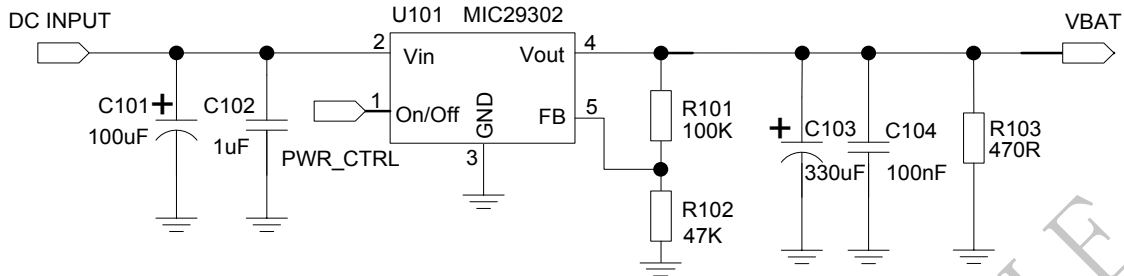 U101 MIC29302
DC INPUT
VBAT
2
4
Vin
Vout
C101
+
100uF
C102
1uF
1
On/Off
PWR_CTRL
GND
3
FB
5
R101
100K
R102
47K
+
C103
330uF
C104
100nF
R103
470R
L E